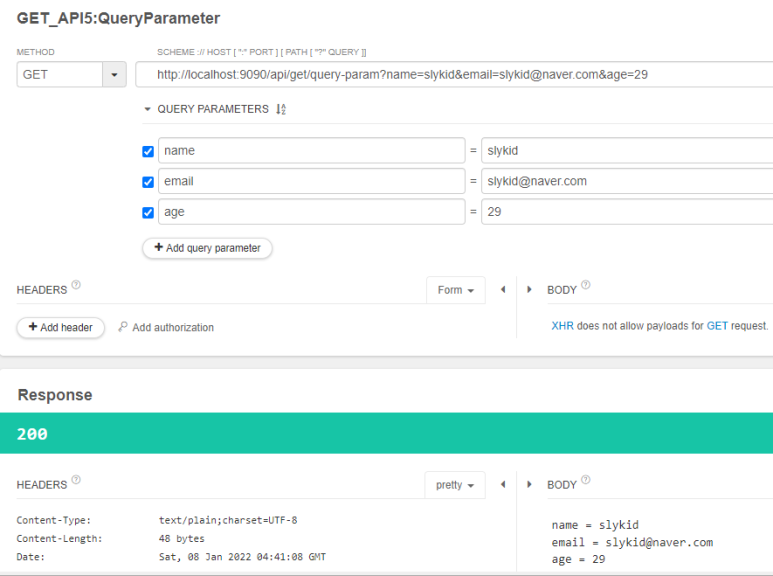 GET_API5:QueryParameter
METHOD SCHEME :// HOST [ ":" PORT ] [ PATH [ "?" QUERY ]]
GET http://localhost:9090/api/get/query-param?name=slykid&email=slykid@naver.com&age=29
QUERY PARAMETERS
name = slykid
email = slykid@naver.com
age = 29
+ Add query parameter
HEADERS ? Form BODY ?
+ Add header Add authorization XHR does not allow payloads for GET request.
Response
200
HEADERS ? pretty BODY ?
Content-Type: text/plain;charset=UTF-8
Content-Length: 48 bytes
Date: Sat, 08 Jan 2022 04:41:08 GMT
name = slykid
email = slykid@naver.com
age = 29